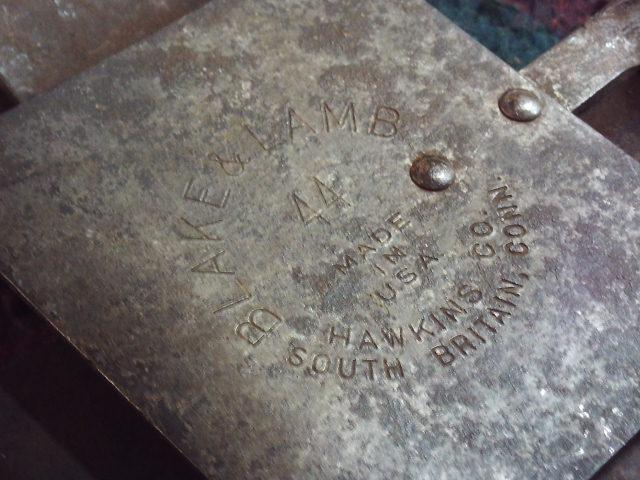 BLAKE & LAMB
44
MADE
IN
USA
HAWKINS CO.
SOUTH BRITAIN, CONN.